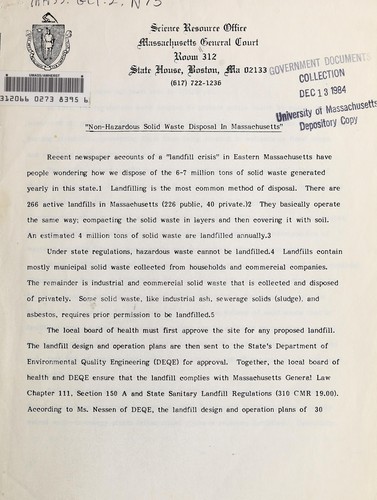 MASS. GC1.2: N73
Science Resource Office
Massachusetts General Court
Room 312
State House, Boston, Ma 02133
(617) 722-1236
GOVERNMENT DOCUMENTS
COLLECTION
DEC 13 1984
University of Massachusetts
Depository Copy
312066 0273 8395 6
"Non-Hazardous Solid Waste Disposal In Massachusetts"
Recent newspaper accounts of a "landfill crisis" in Eastern Massachusetts have
people wondering how we dispose of the 6-7 million tons of solid waste generated
yearly in this state.1 Landfilling is the most common method of disposal. There are
266 active landfills in Massachusetts (226 public, 40 private.)2 They basically operate
the same way; compacting the solid waste in layers and then covering it with soil.
An estimated 4 million tons of solid waste are landfilled annually.3
Under state regulations, hazardous waste cannot be landfilled.4 Landfills contain
mostly municipal solid waste collected from households and commercial companies.
The remainder is industrial and commercial solid waste that is collected and disposed
of privately. Some solid waste, like industrial ash, sewerage solids (sludge), and
asbestos, requires prior permission to be landfilled.5
The local board of health must first approve the site for any proposed landfill.
The landfill design and operation plans are then sent to the State's Department of
Environmental Quality Engineering (DEQE) for approval. Together, the local board of
health and DEQE ensure that the landfill complies with Massachusetts General Law
Chapter 111, Section 150 A and State Sanitary Landfill Regulations (310 CMR 19.00).
According to Ms. Nessen of DEQE, the landfill design and operation plans of 30